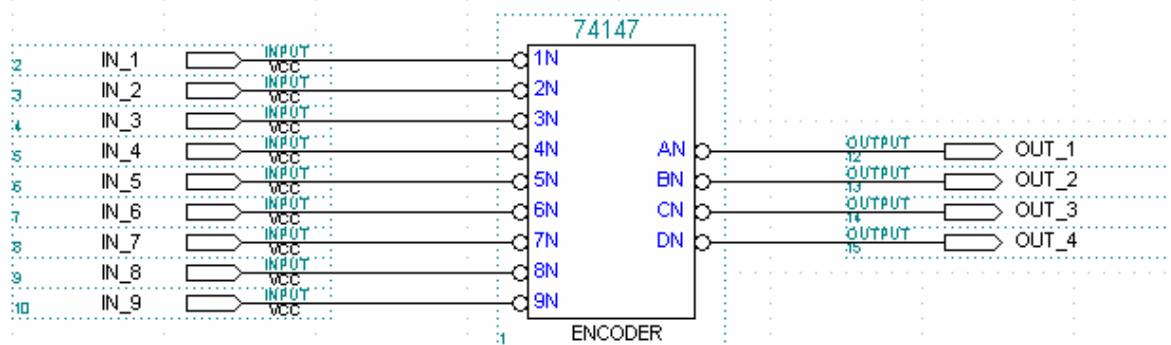 74147
2 IN_1 INPUT VCC 1N
3 IN_2 INPUT VCC 2N
4 IN_3 INPUT VCC 3N
5 IN_4 INPUT VCC 4N AN OUTPUT 12 OUT_1
6 IN_5 INPUT VCC 5N BN OUTPUT 13 OUT_2
7 IN_6 INPUT VCC 6N CN OUTPUT 14 OUT_3
8 IN_7 INPUT VCC 7N DN OUTPUT 15 OUT_4
9 IN_8 INPUT VCC 8N
10 IN_9 INPUT VCC 9N
1 ENCODER